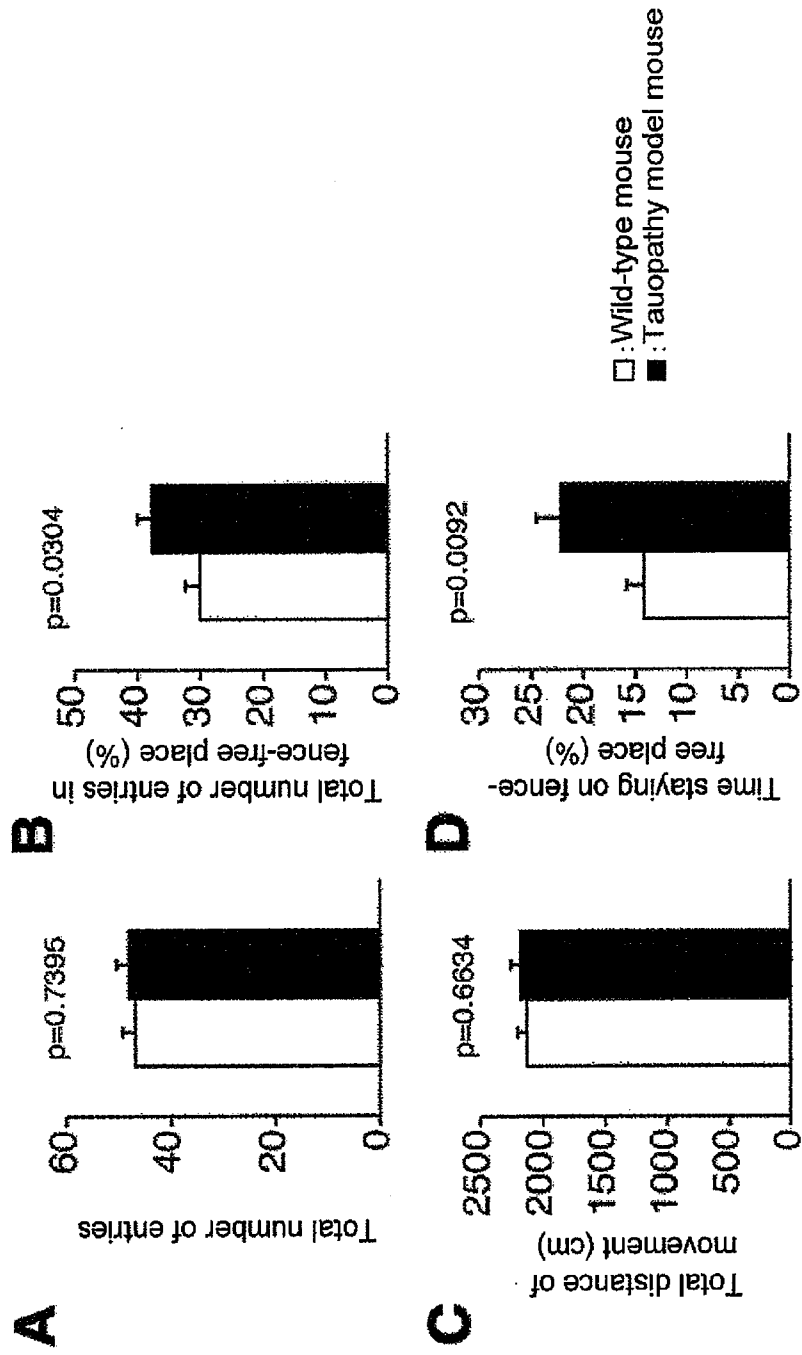 A
Total number of entries
60
40
20
0
p=0.7395
B
Total number of entries in
fence-free place (%)
50
40
30
20
10
0
p=0.0304
C
Total distance of
movement (cm)
2500
2000
1500
1000
500
0
p=0.6634
D
Time staying on fence-
free place (%)
30
25
20
15
10
5
0
p=0.0092
□:Wild-type mouse
■:Tauopathy model mouse